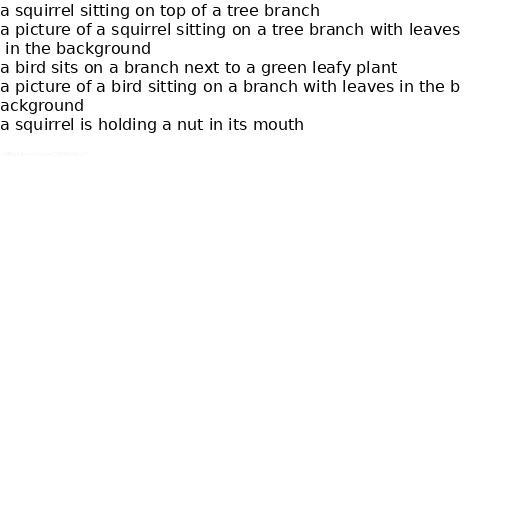 a squirrel sitting on top of a tree branch
a picture of a squirrel sitting on a tree branch with leaves
in the background
a bird sits on a branch next to a green leafy plant
a picture of a bird sitting on a branch with leaves in the b
ackground
a squirrel is holding a nut in its mouth